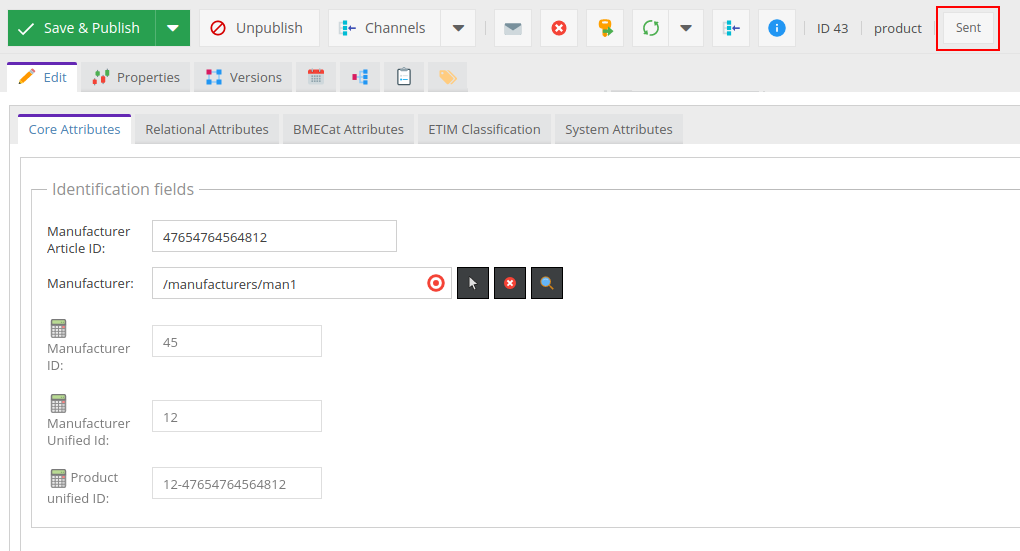 Save & Publish Unpublish Channels ID 43 product Sent
Edit Properties Versions
Core Attributes Relational Attributes BMECat Attributes ETIM Classification System Attributes
Identification fields
Manufacturer
Article ID:
47654764564812
Manufacturer: /manufacturers/man1
Manufacturer
ID:
45
Manufacturer
Unified Id:
12
Product
unified ID:
12-47654764564812